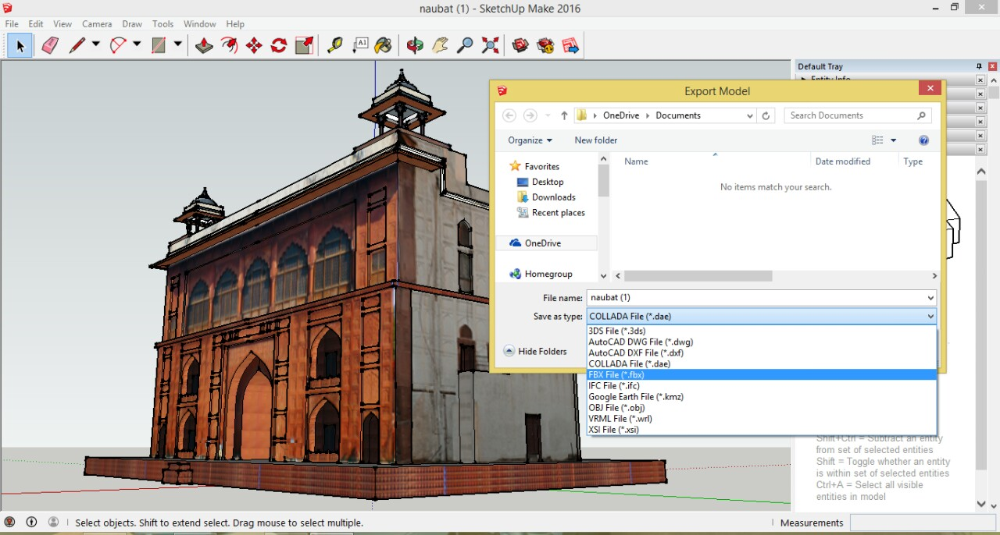 naubat (1) - SketchUp Make 2016
File Edit View Camera Draw Tools Window Help
A1
Default Tray
Entity Info
Export Model
OneDrive Documents
Search Documents
Organize
New folder
Favorites
Desktop
Downloads
Recent places
OneDrive
Homegroup
Name Date modified Type
No items match your search.
File name: naubat (1)
Save as type: COLLADA File (*.dae)
3DS File (*.3ds)
AutoCAD DWG File (*.dwg)
AutoCAD DXF File (*.dxf)
COLLADA File (*.dae)
FBX File (*.fbx)
IFC File (*.ifc)
Google Earth File (*.kmz)
OBJ File (*.obj)
VRML File (*.wrl)
XSI File (*.xsi)
Hide Folders
Shift+Ctrl = Subtract an entity
from set of selected entities
Shift = Toggle whether an entity
is within set of selected entities
Ctrl+A = Select all visible
entities in model
Select objects. Shift to extend select. Drag mouse to select multiple.
Measurements